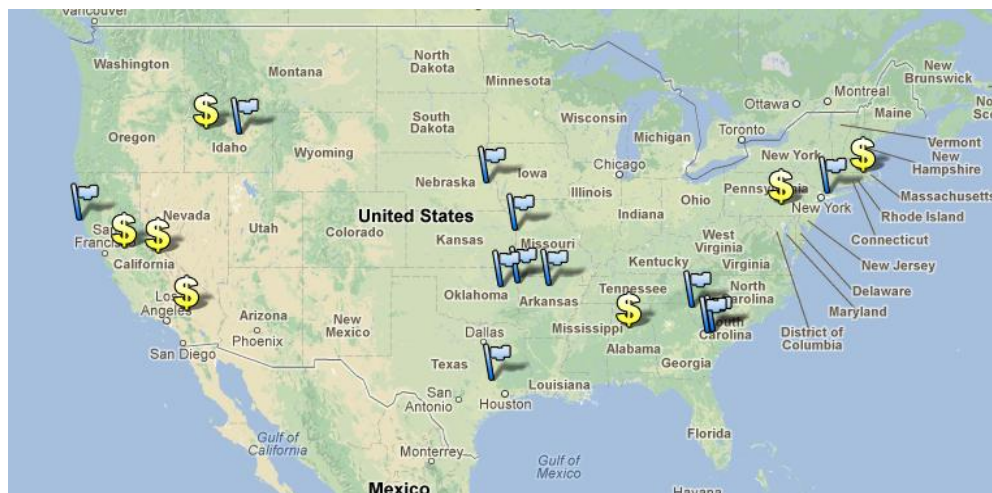 Vancouver
Washington
Montana
North
Dakota
Minnesota
Ottawa
Montreal
Maine
New
Brunswick
Oregon
Idaho
South
Dakota
Wisconsin
Michigan
Toronto
Vermont
New York
New
Hampshire
Wyoming
Chicago
Massachusetts
Nebraska
Iowa
Illinois
Indiana
Ohio
Pennsylvania
New York
Rhode Island
Connecticut
Nevada
Utah
United States
Colorado
Kansas
Missouri
West
Virginia
Kentucky
Virginia
New Jersey
San
Francisco
California
Delaware
Maryland
Oklahoma
Arkansas
Tennessee
North
Carolina
Los
Angeles
Arizona
Phoenix
New
Mexico
Dallas
Mississippi
Alabama
South
Carolina
Georgia
District of
Columbia
San Diego
Texas
Louisiana
San
Antonio
Houston
Gulf of
California
Monterrey
Florida
Gulf of
Mexico
Mexico
Havana